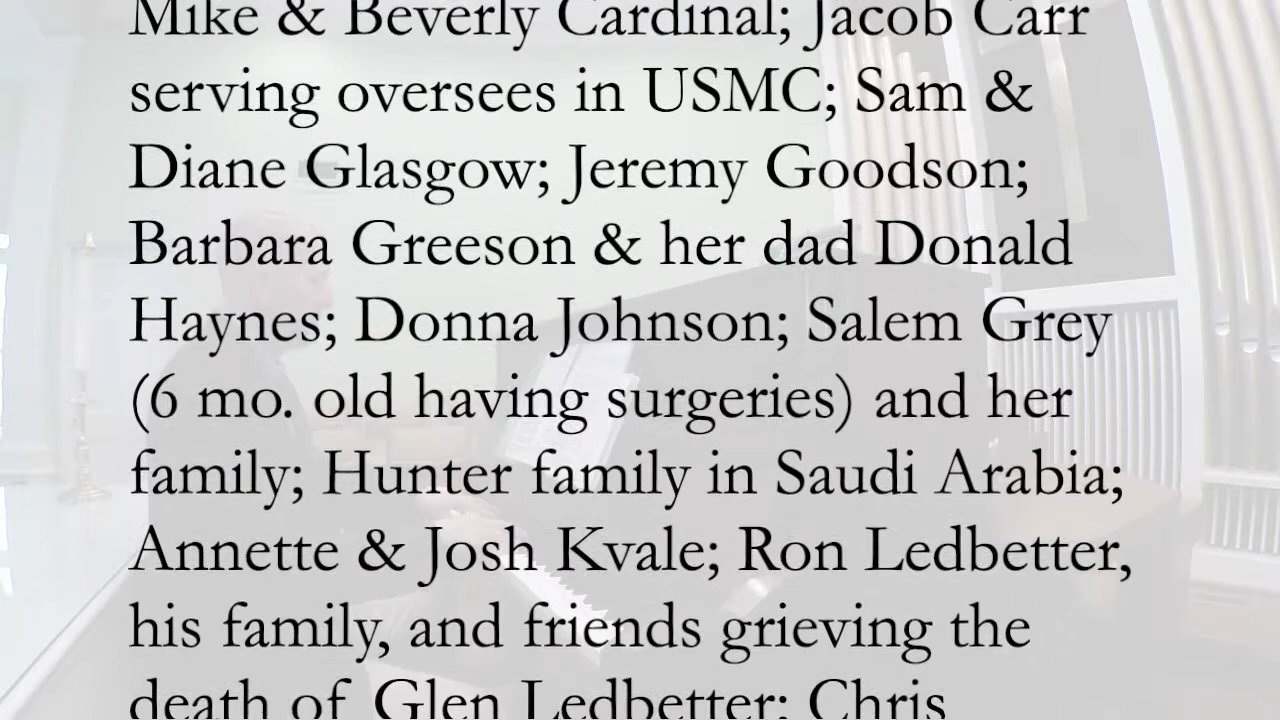 Mike & Beverly Cardinal; Jacob Carr
serving oversees in USMC; Sam &
Diane Glasgow; Jeremy Goodson;
Barbara Greeson & her dad Donald
Haynes; Donna Johnson; Salem Grey
(6 mo. old having surgeries) and her
family; Hunter family in Saudi Arabia;
Annette & Josh Kvale; Ron Ledbetter,
his family, and friends grieving the
death of Glen Ledbetter; Chris